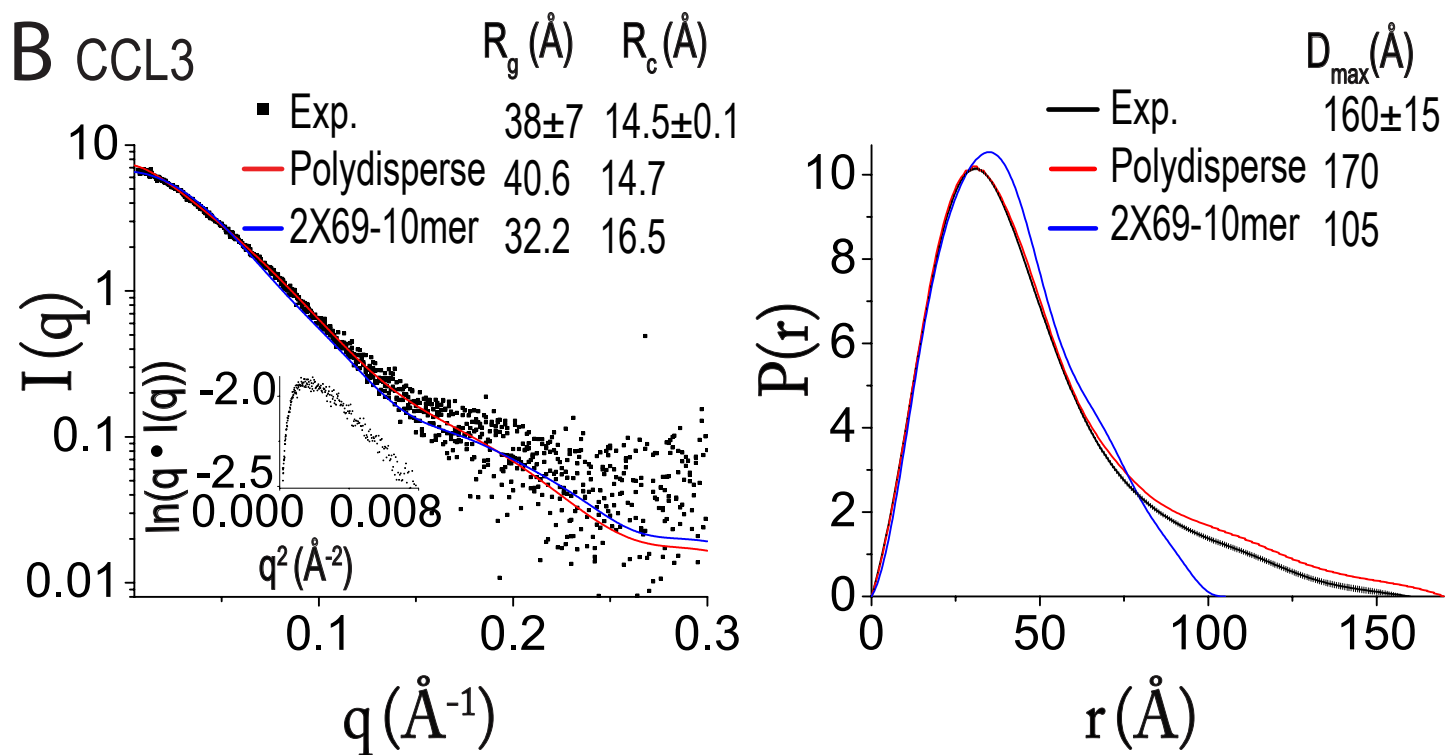 B CCL3
R_g (Å) R_c (Å)
Exp. 38±7 14.5±0.1
Polydisperse 40.6 14.7
2X69-10mer 32.2 16.5
10
1
0.1
0.01
I (q)
0.1 0.2 0.3
q (Å⁻¹)
ln(q • I(q))
-2.0
-2.5
0.000 0.008
q² (Å⁻²)
D_max(Å)
Exp. 160±15
Polydisperse 170
2X69-10mer 105
10
8
6
4
2
0
P(r)
0 50 100 150
r (Å)